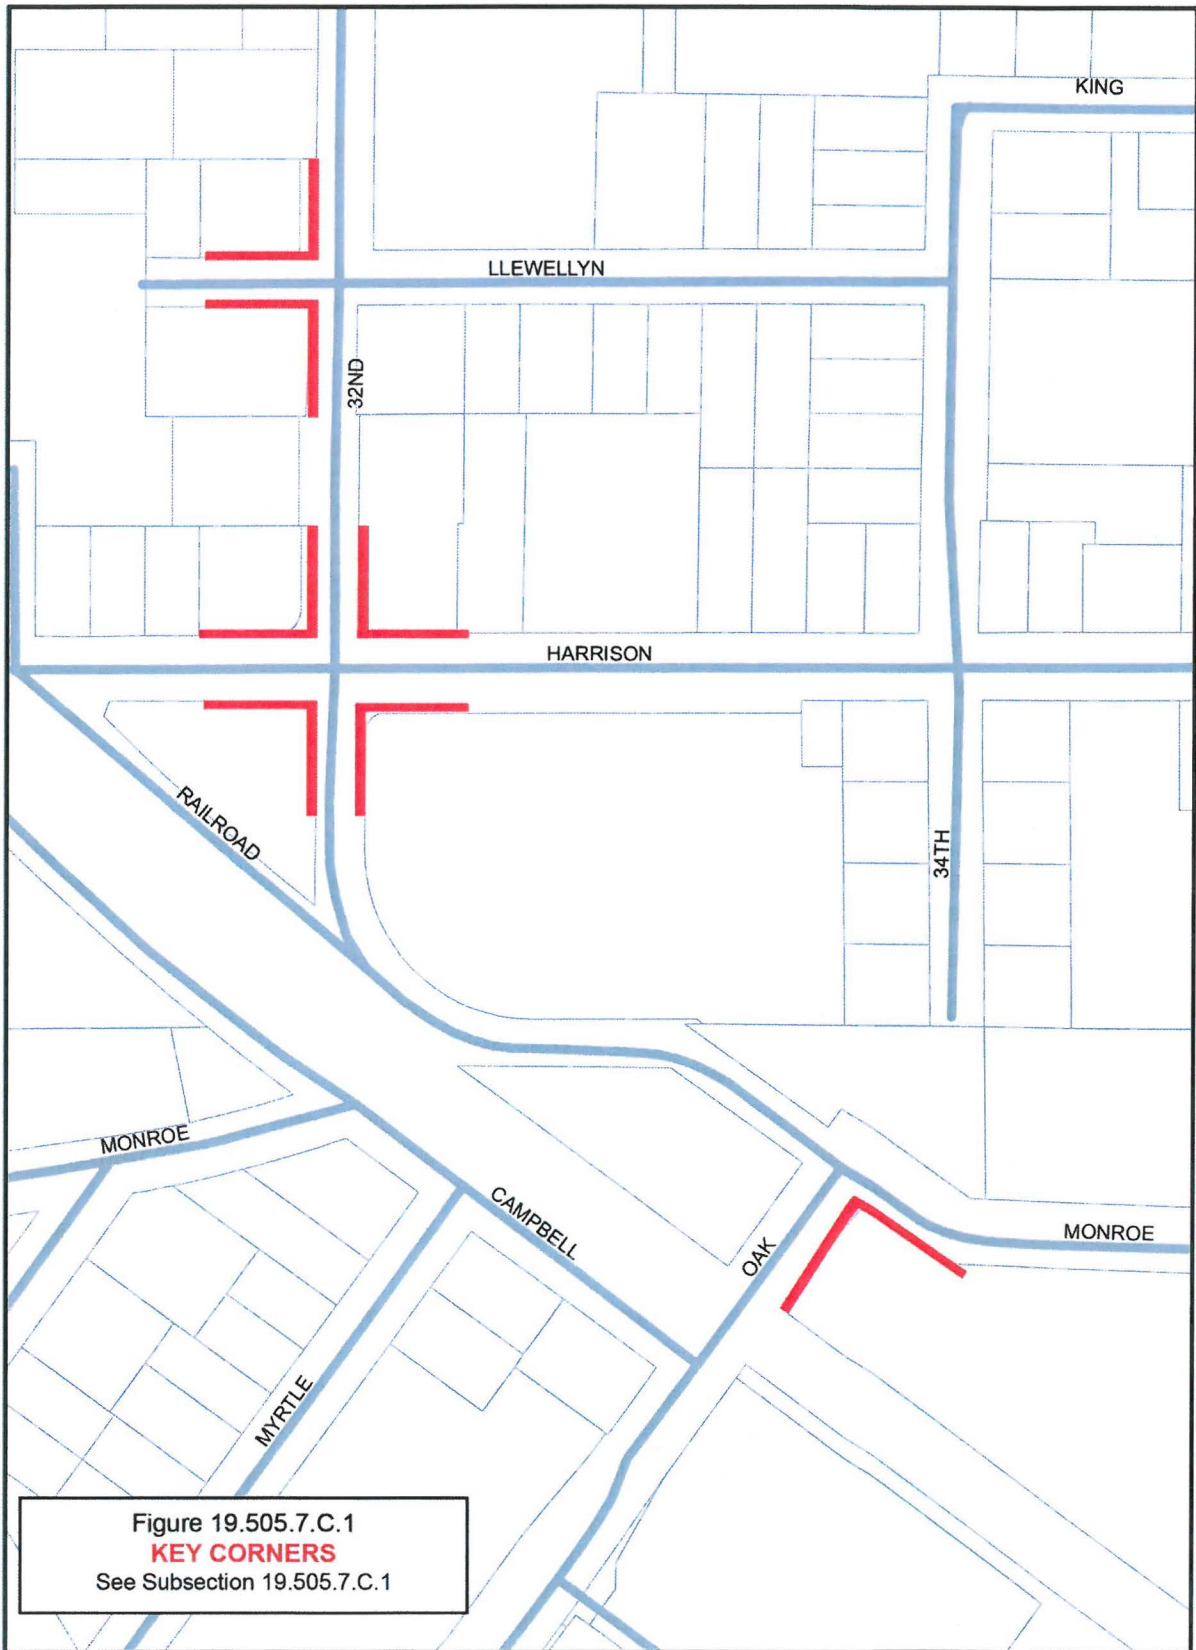 KING
LLEWELLYN
32ND
HARRISON
RAILROAD
34TH
MONROE
CAMPBELL
OAK
MONROE
MYRTLE
Figure 19.505.7.C.1
KEY CORNERS
See Subsection 19.505.7.C.1